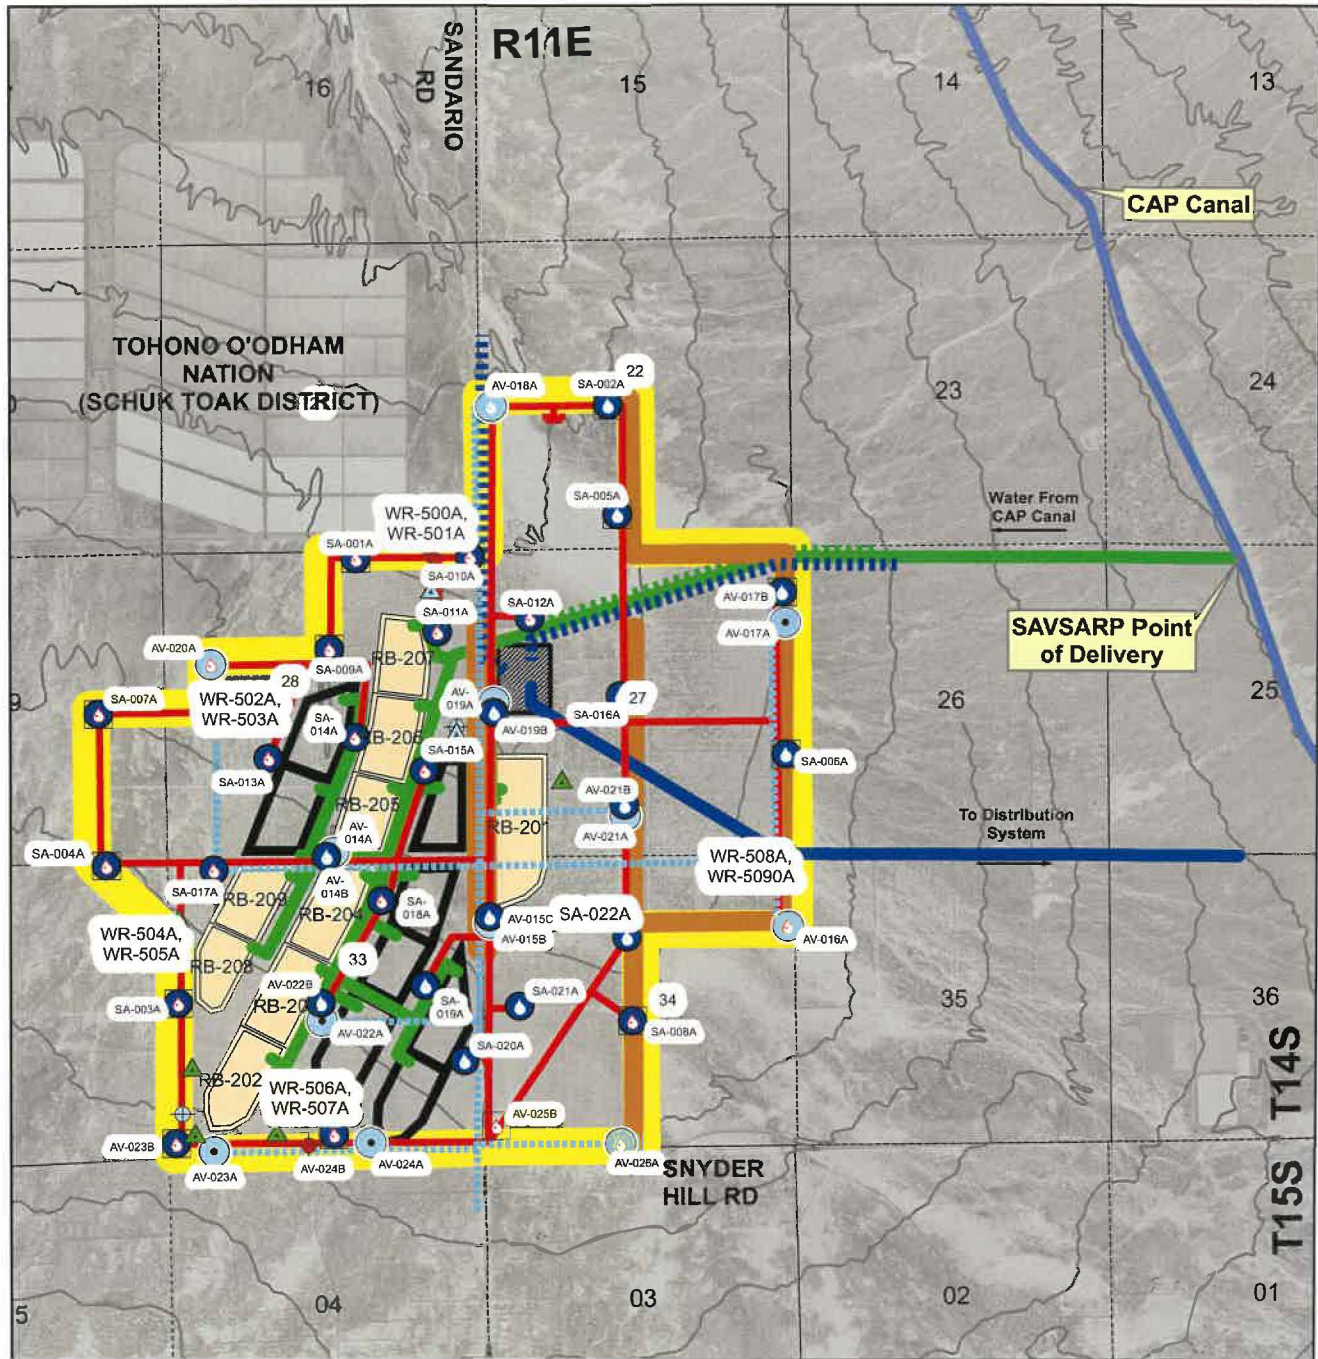 R11E
SANDARIO
RD
16
15
14
13
CAP Canal
TOHONO O'ODHAM
NATION
(SCHUK TOAK DISTRICT)
22
23
24
AV-018A
SA-002A
SA-005A
WR-500A,
WR-501A
Water From
CAP Canal
SA-001A
SA-010A
SA-012A
SA-011A
AV-017B
AV-017A
SAVSARP Point
of Delivery
AV-020A
SA-009A
RB-207
28
27
26
25
SA-007A
WR-502A,
WR-503A
AV-
019A
SA-016A
AV-019B
SA-
014A
RB-206
SA-015A
SA-006A
SA-013A
RB-205
AV-021B
AV-021A
RB-201
To Distribution
System
AV-
014A
SA-004A
SA-017A
AV-
014B
WR-508A,
WR-5090A
RB-209
RB-204
SA-
018A
AV-015C
SA-022A
AV-015B
AV-016A
WR-504A,
WR-505A
RB-208
33
34
35
36
AV-022B
SA-003A
SA-
019A
SA-021A
SA-008A
AV-022A
SA-020A
RB-202
WR-506A,
WR-507A
AV-025B
AV-023B
AV-023A
AV-024B
AV-024A
AV-026A
SNYDER
HILL RD
T14S
T15S
5
04
03
02
01